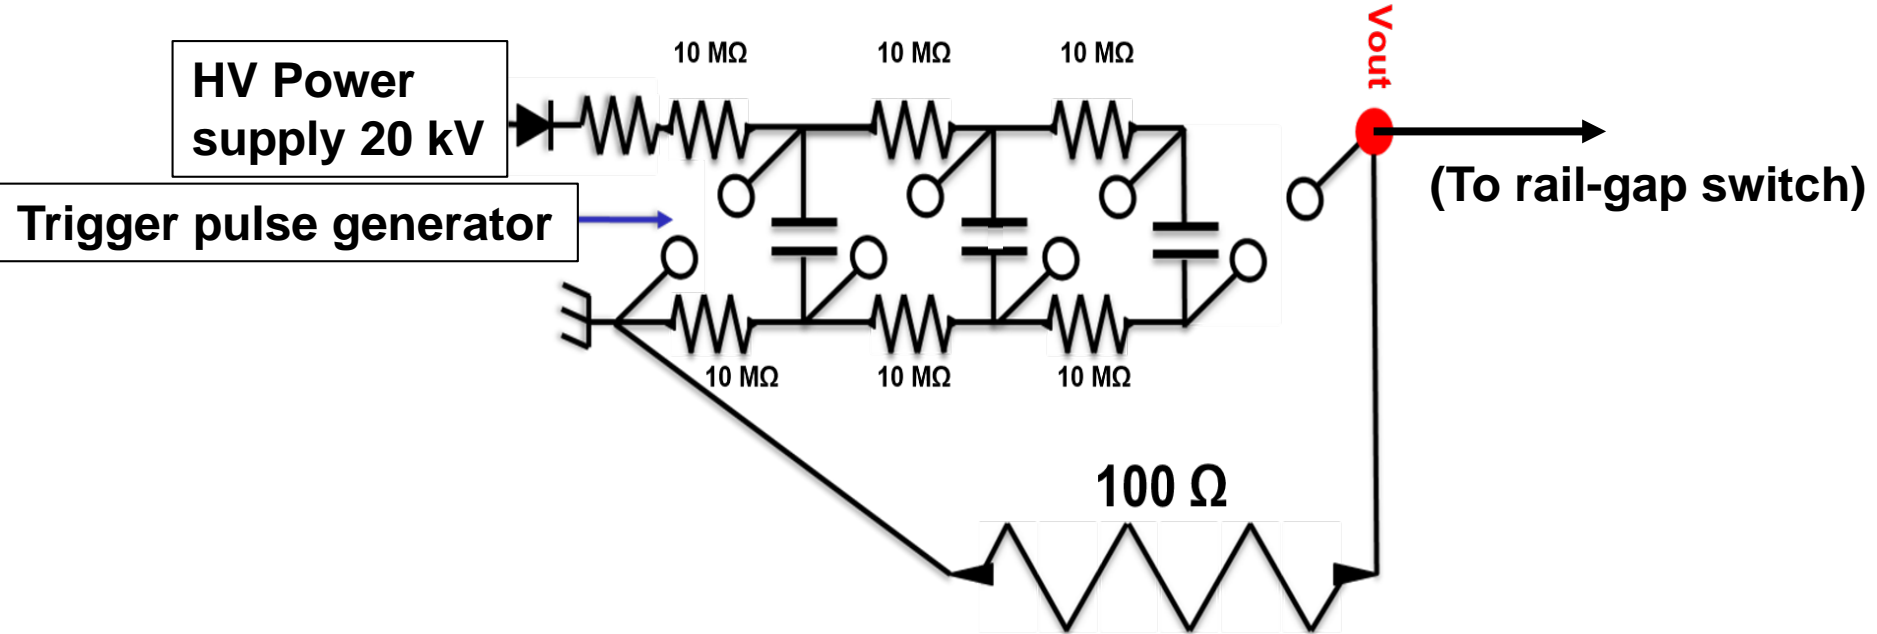 10 MΩ
10 MΩ
10 MΩ
Vout
HV Power
supply 20 kV
(To rail-gap switch)
Trigger pulse generator
10 MΩ
10 MΩ
10 MΩ
100 Ω